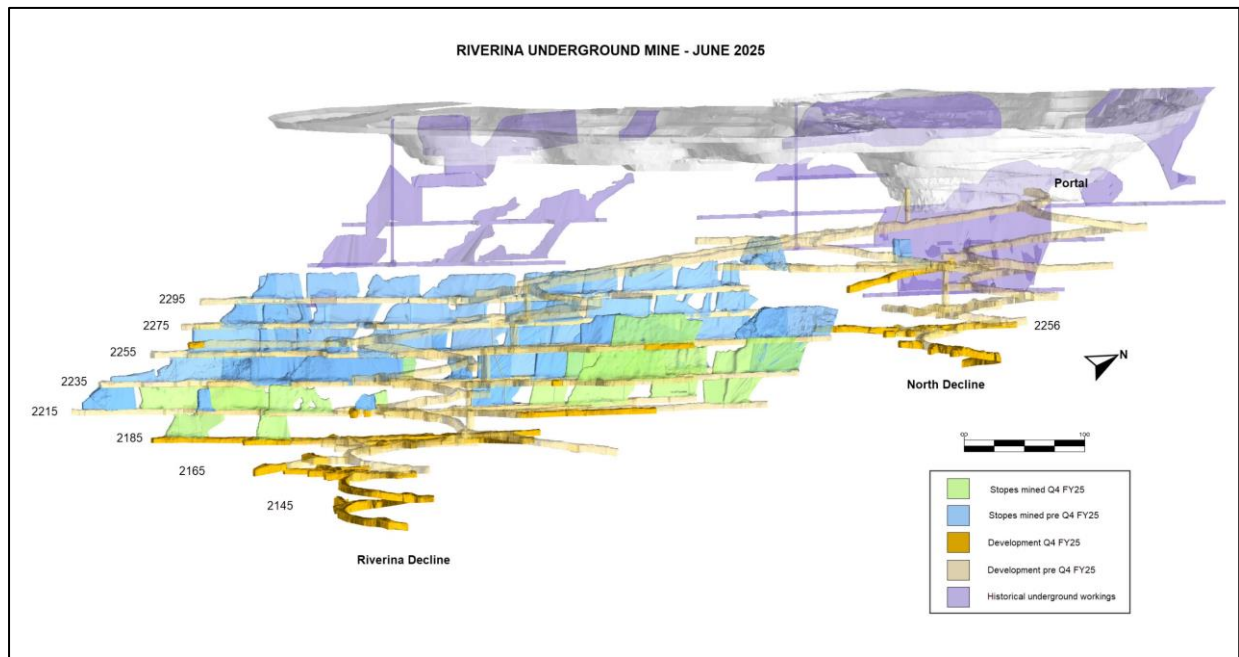 RIVERINA UNDERGROUND MINE - JUNE 2025
Portal
2295
2275
2256
2255
N
2235
North Decline
2215
2185
00 100
2165
2145
Riverina Decline
Stopes mined Q4 FY25
Stopes mined pre Q4 FY25
Development Q4 FY25
Development pre Q4 FY25
Historical underground workings